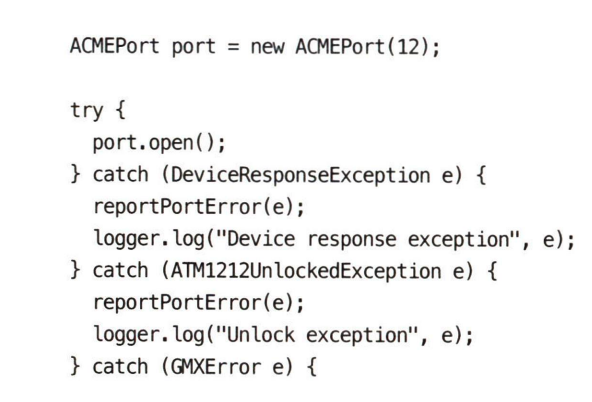 ACMEPort port = new ACMEPort(12);
try {
port.open();
} catch (DeviceResponseException e) {
reportPortError(e);
logger.log("Device response exception", e);
} catch (ATM1212UnlockedException e) {
reportPortError(e);
logger.log("Unlock exception", e);
} catch (GMXError e) {